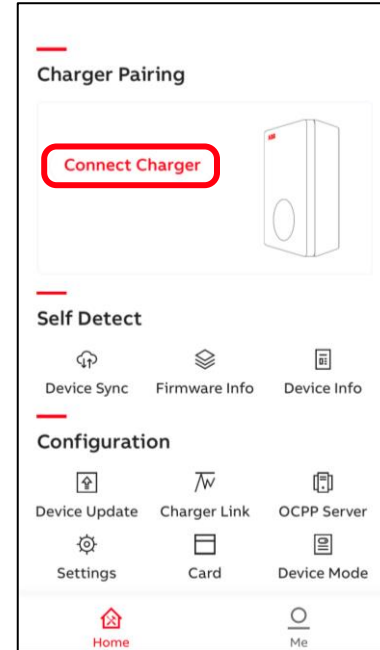 Charger Pairing
Connect Charger
ABB
Self Detect
Device Sync Firmware Info Device Info
Configuration
Device Update Charger Link OCPP Server
Settings Card Device Mode
Home Me